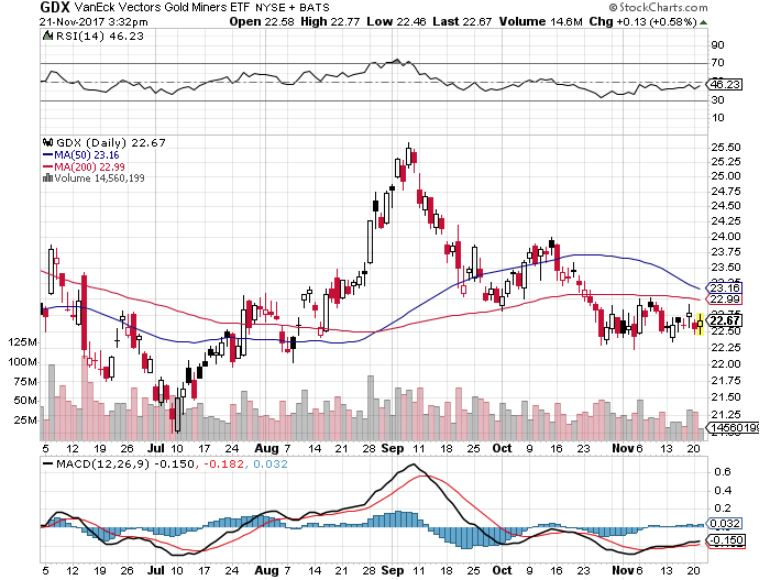 GDX VanEck Vectors Gold Miners ETF NYSE + BATS © StockCharts.com
21-Nov-2017 3:32pm Open 22.58 High 22.77 Low 22.46 Last 22.67 Volume 14.6M Chg +0.13 (+0.58%)
RSI(14) 46.23
90
70
50
46.23
30
10
GDX (Daily) 22.67
MA(50) 23.16
MA(200) 22.99
Volume 14,560,199
25.50
25.25
25.00
24.75
24.50
24.25
24.00
23.75
23.50
23.16
22.99
22.67
22.50
22.25
22.00
21.75
21.50
21.25
14560199
125M
100M
75M
50M
25M
5 12 19 26 Jul 10 17 24 Aug 7 14 21 28 Sep 11 18 25 Oct 9 16 23 Nov 6 13 20
MACD(12,26,9) -0.150, -0.182, 0.032
0.6
0.4
0.2
0.032
-0.150
5 12 19 26 Jul 10 17 24 Aug 7 14 21 28 Sep 11 18 25 Oct 9 16 23 Nov 6 13 20